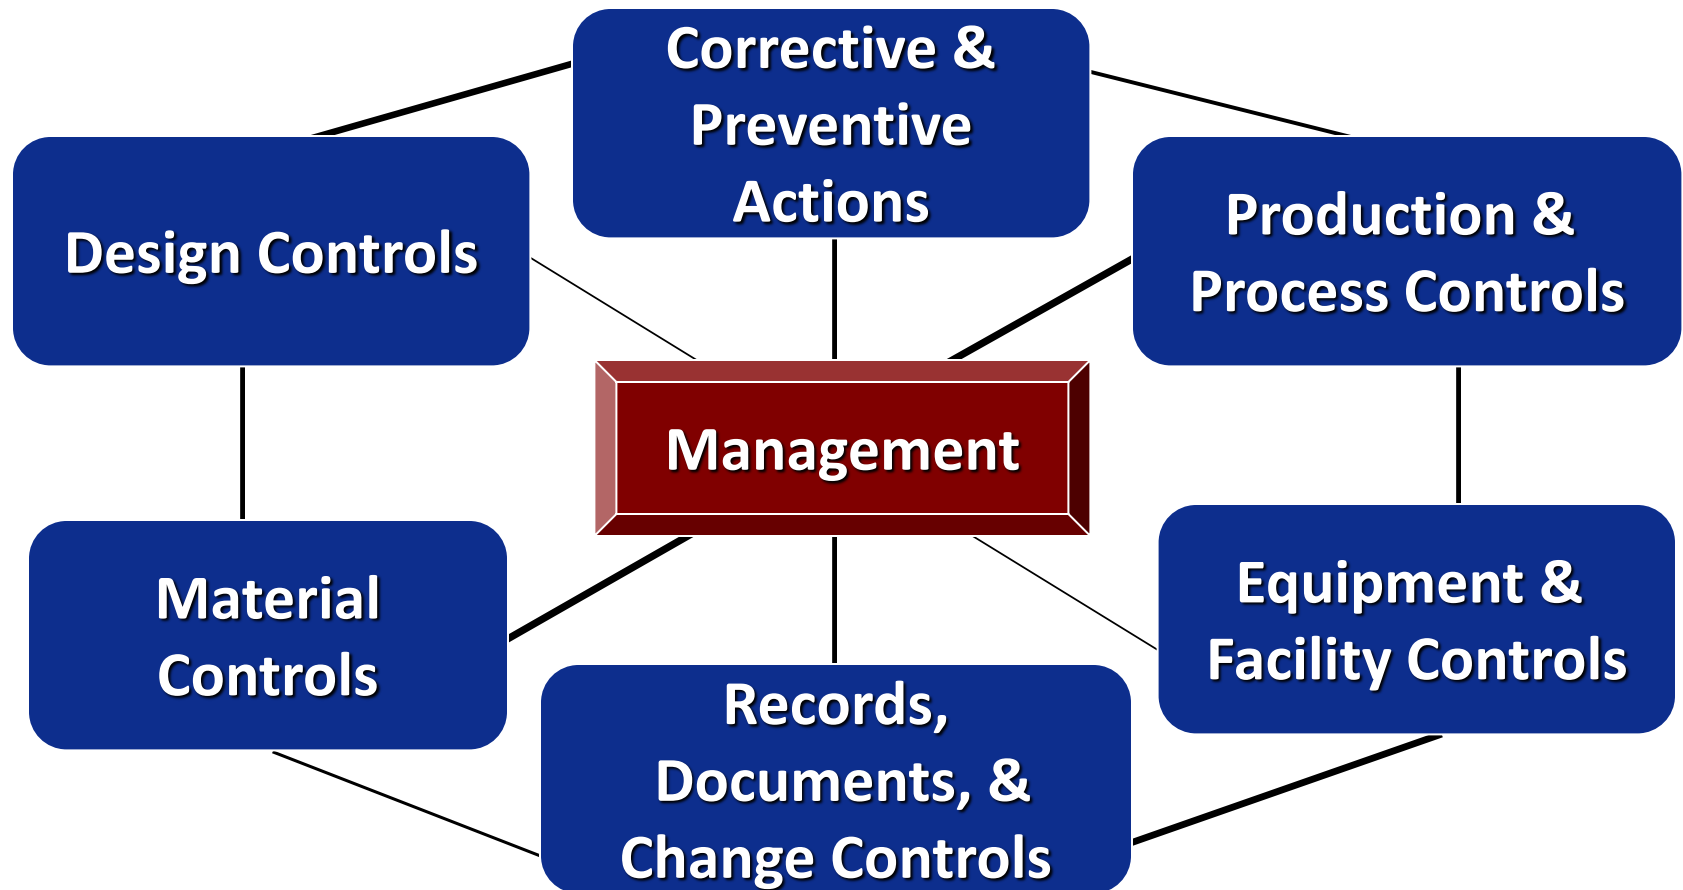 Corrective &
Preventive
Actions
Design Controls
Production &
Process Controls
Management
Material
Controls
Equipment &
Facility Controls
Records,
Documents, &
Change Controls